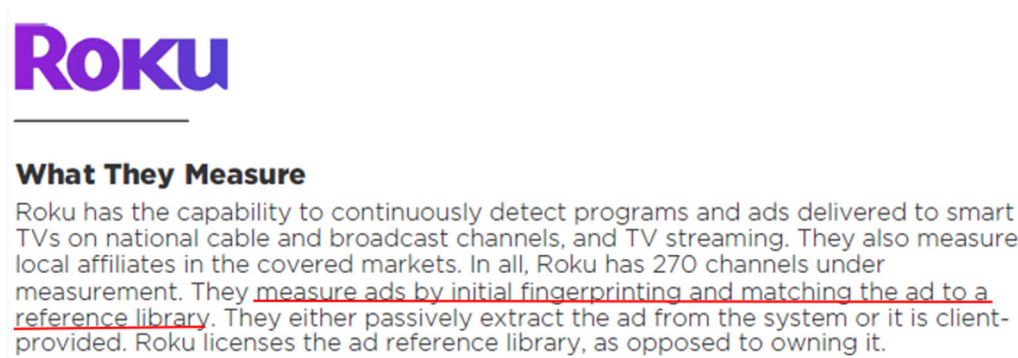 Roku
What They Measure
Roku has the capability to continuously detect programs and ads delivered to smart
TVs on national cable and broadcast channels, and TV streaming. They also measure
local affiliates in the covered markets. In all, Roku has 270 channels under
measurement. They measure ads by initial fingerprinting and matching the ad to a
reference library. They either passively extract the ad from the system or it is client-
provided. Roku licenses the ad reference library, as opposed to owning it.